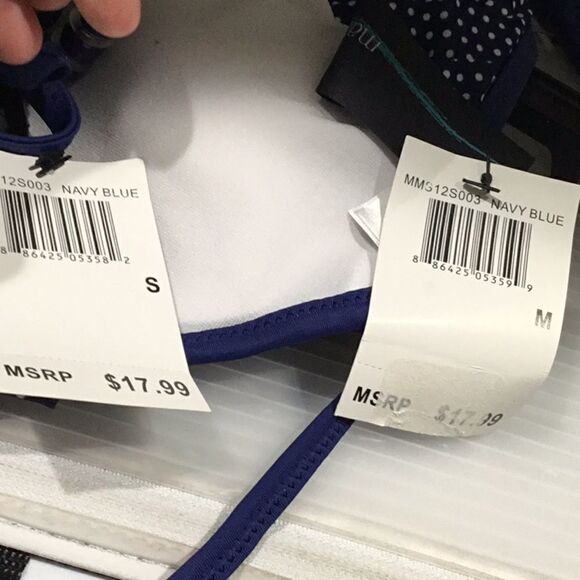 12S003 NAVY BLUE
8 86425 05358 2
S
MSRP $17.99
MMS12S003 NAVY BLUE
8 86425 05359 9
M
MSRP $17.99